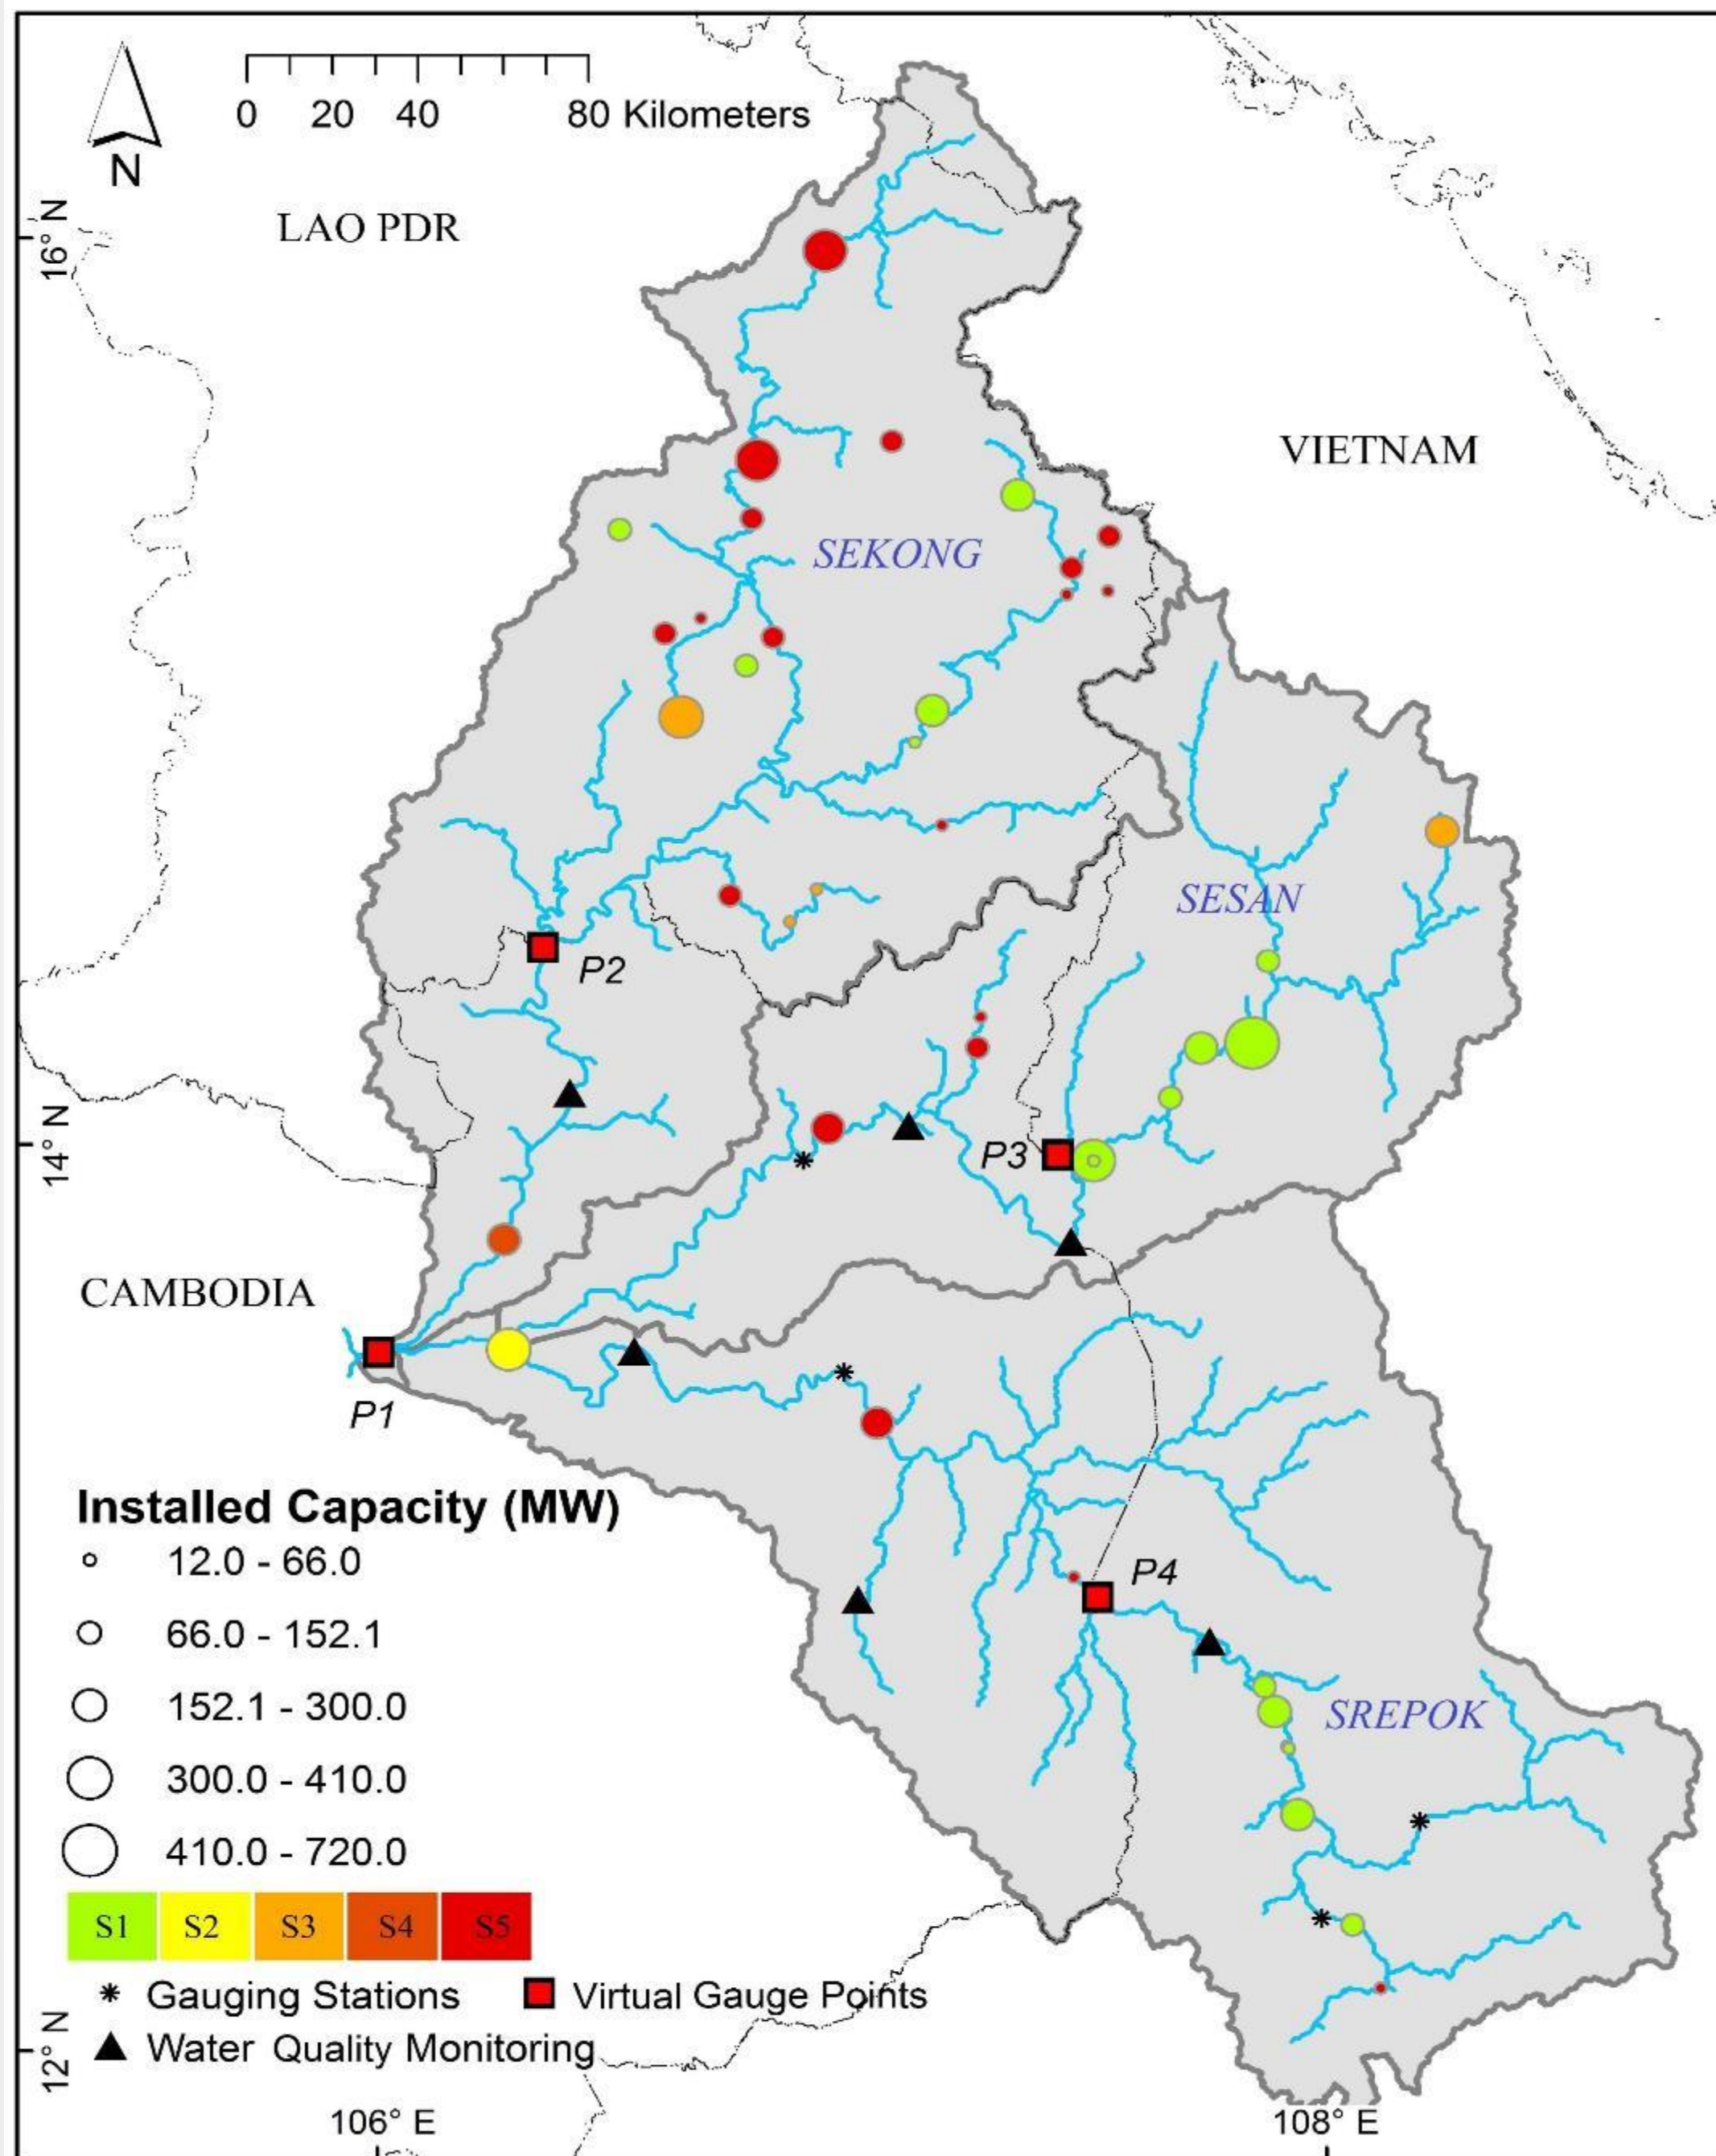 0 20 40 80 Kilometers
N
LAO PDR
16° N
VIETNAM
SEKONG
SESAN
P2
14° N
P3
CAMBODIA
P1
Installed Capacity (MW)
12.0 - 66.0
P4
66.0 - 152.1
152.1 - 300.0
SREPOK
300.0 - 410.0
410.0 - 720.0
S1 S2 S3 S4 S5
Gauging Stations Virtual Gauge Points
Water Quality Monitoring
12° N
106° E 108° E